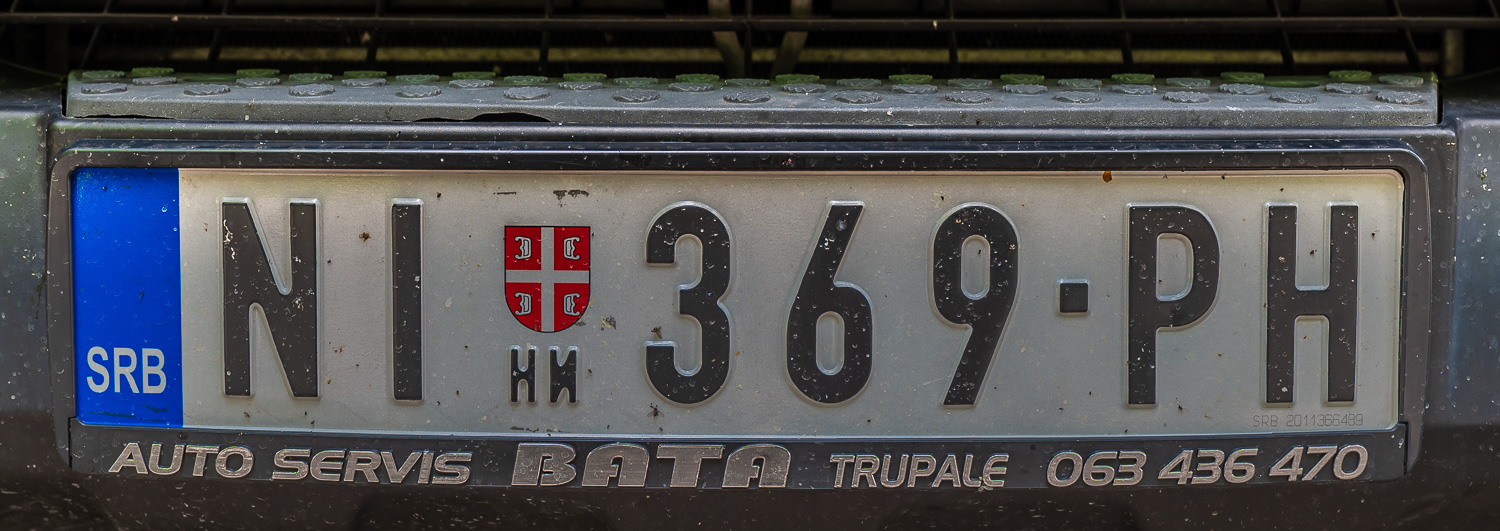 SRB NI 369-PH
НИ
SRB 2011366489
AUTO SERVIS BATA TRUPALE 063 436 470